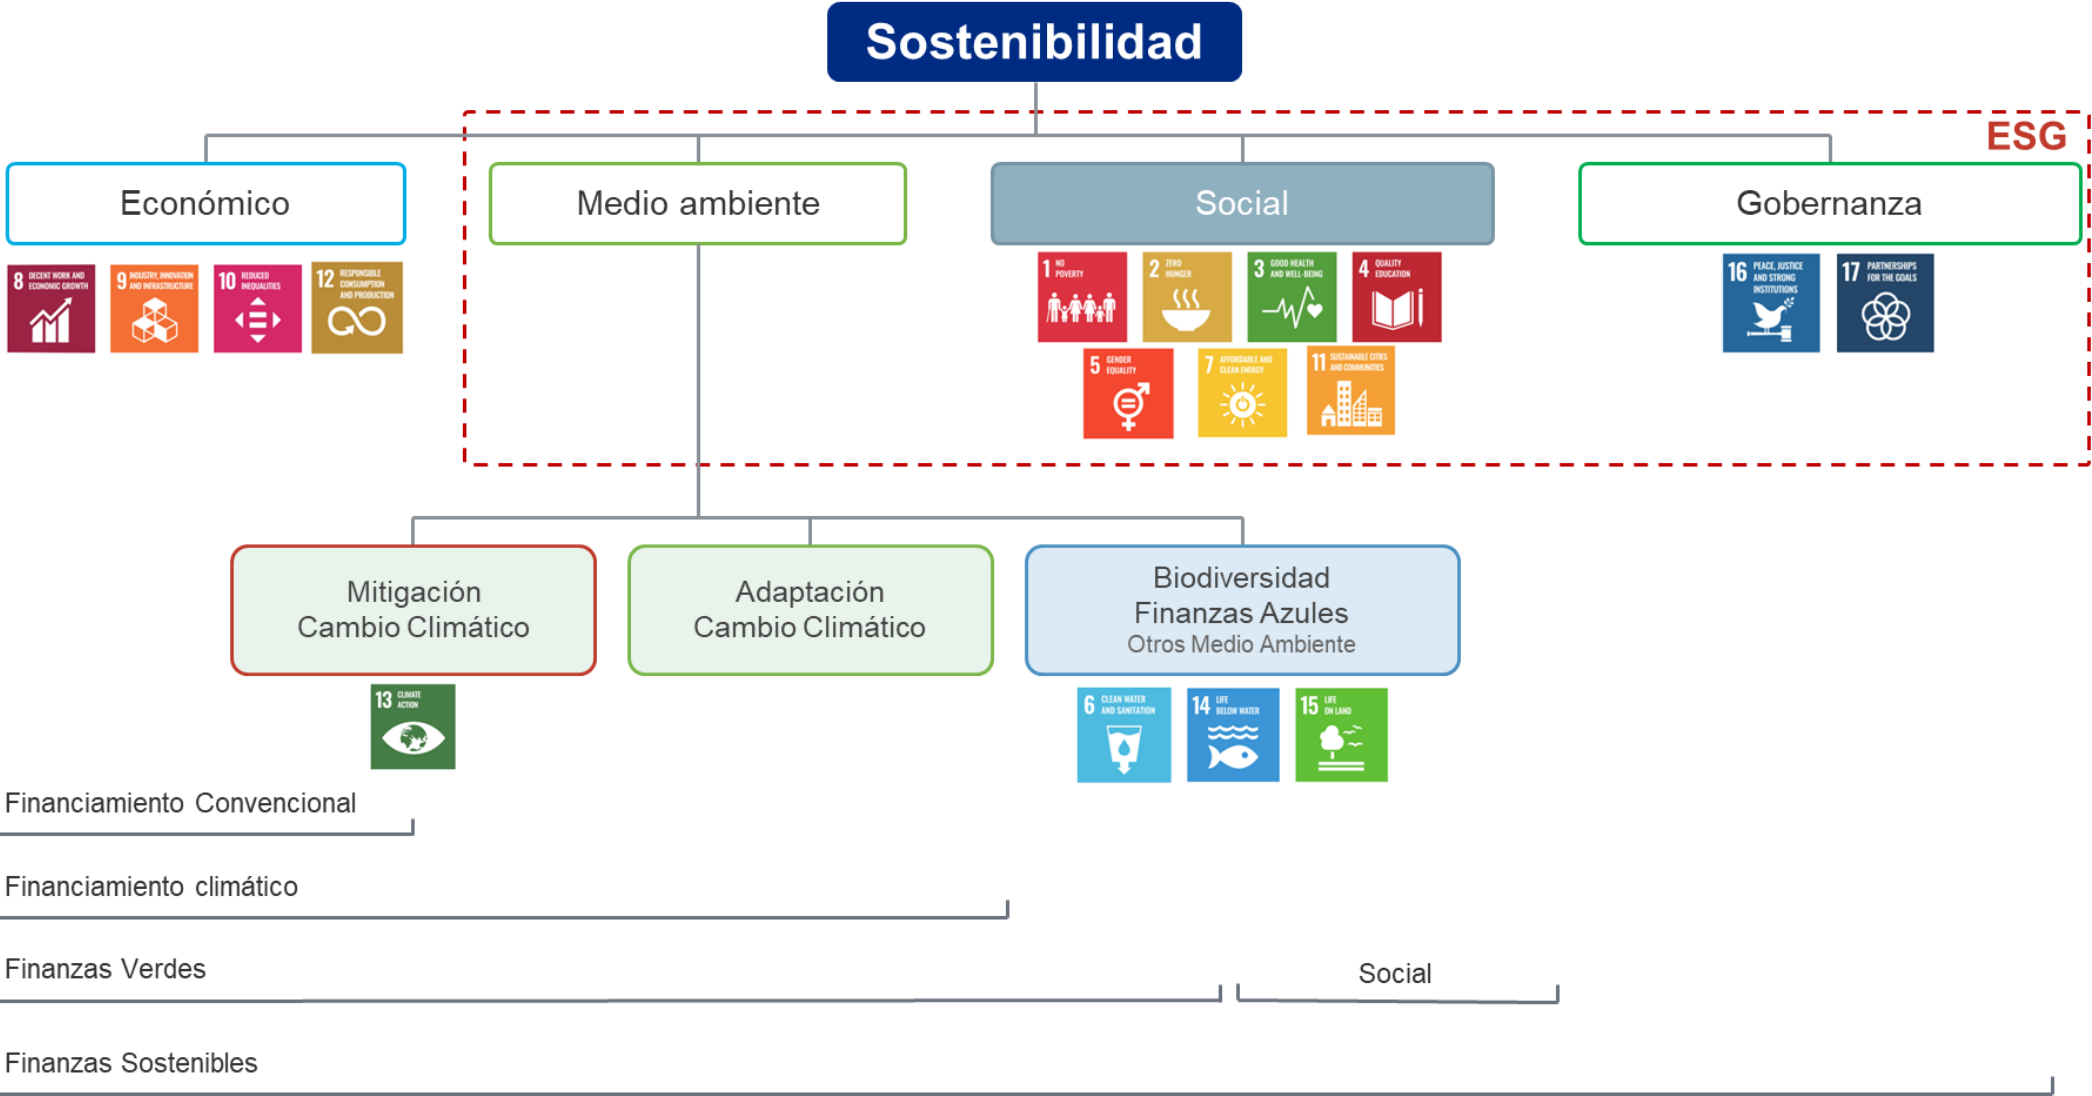 Sostenibilidad
ESG
Económico
Medio ambiente
Social
Gobernanza
8 DECENT WORK AND
ECONOMIC GROWTH
9 INDUSTRY, INNOVATION
AND INFRASTRUCTURE
10 REDUCED
INEQUALITIES
12 RESPONSIBLE
CONSUMPTION
AND PRODUCTION
1 NO
POVERTY
2 ZERO
HUNGER
3 GOOD HEALTH
AND WELL-BEING
4 QUALITY
EDUCATION
5 GENDER
EQUALITY
7 AFFORDABLE AND
CLEAN ENERGY
11 SUSTAINABLE CITIES
AND COMMUNITIES
16 PEACE, JUSTICE
AND STRONG
INSTITUTIONS
17 PARTNERSHIPS
FOR THE GOALS
Mitigación
Cambio Climático
Adaptación
Cambio Climático
Biodiversidad
Finanzas Azules
Otros Medio Ambiente
13 CLIMATE
ACTION
6 CLEAN WATER
AND SANITATION
14 LIFE
BELOW WATER
15 LIFE
ON LAND
Financiamiento Convencional
Financiamiento climático
Finanzas Verdes
Social
Finanzas Sostenibles